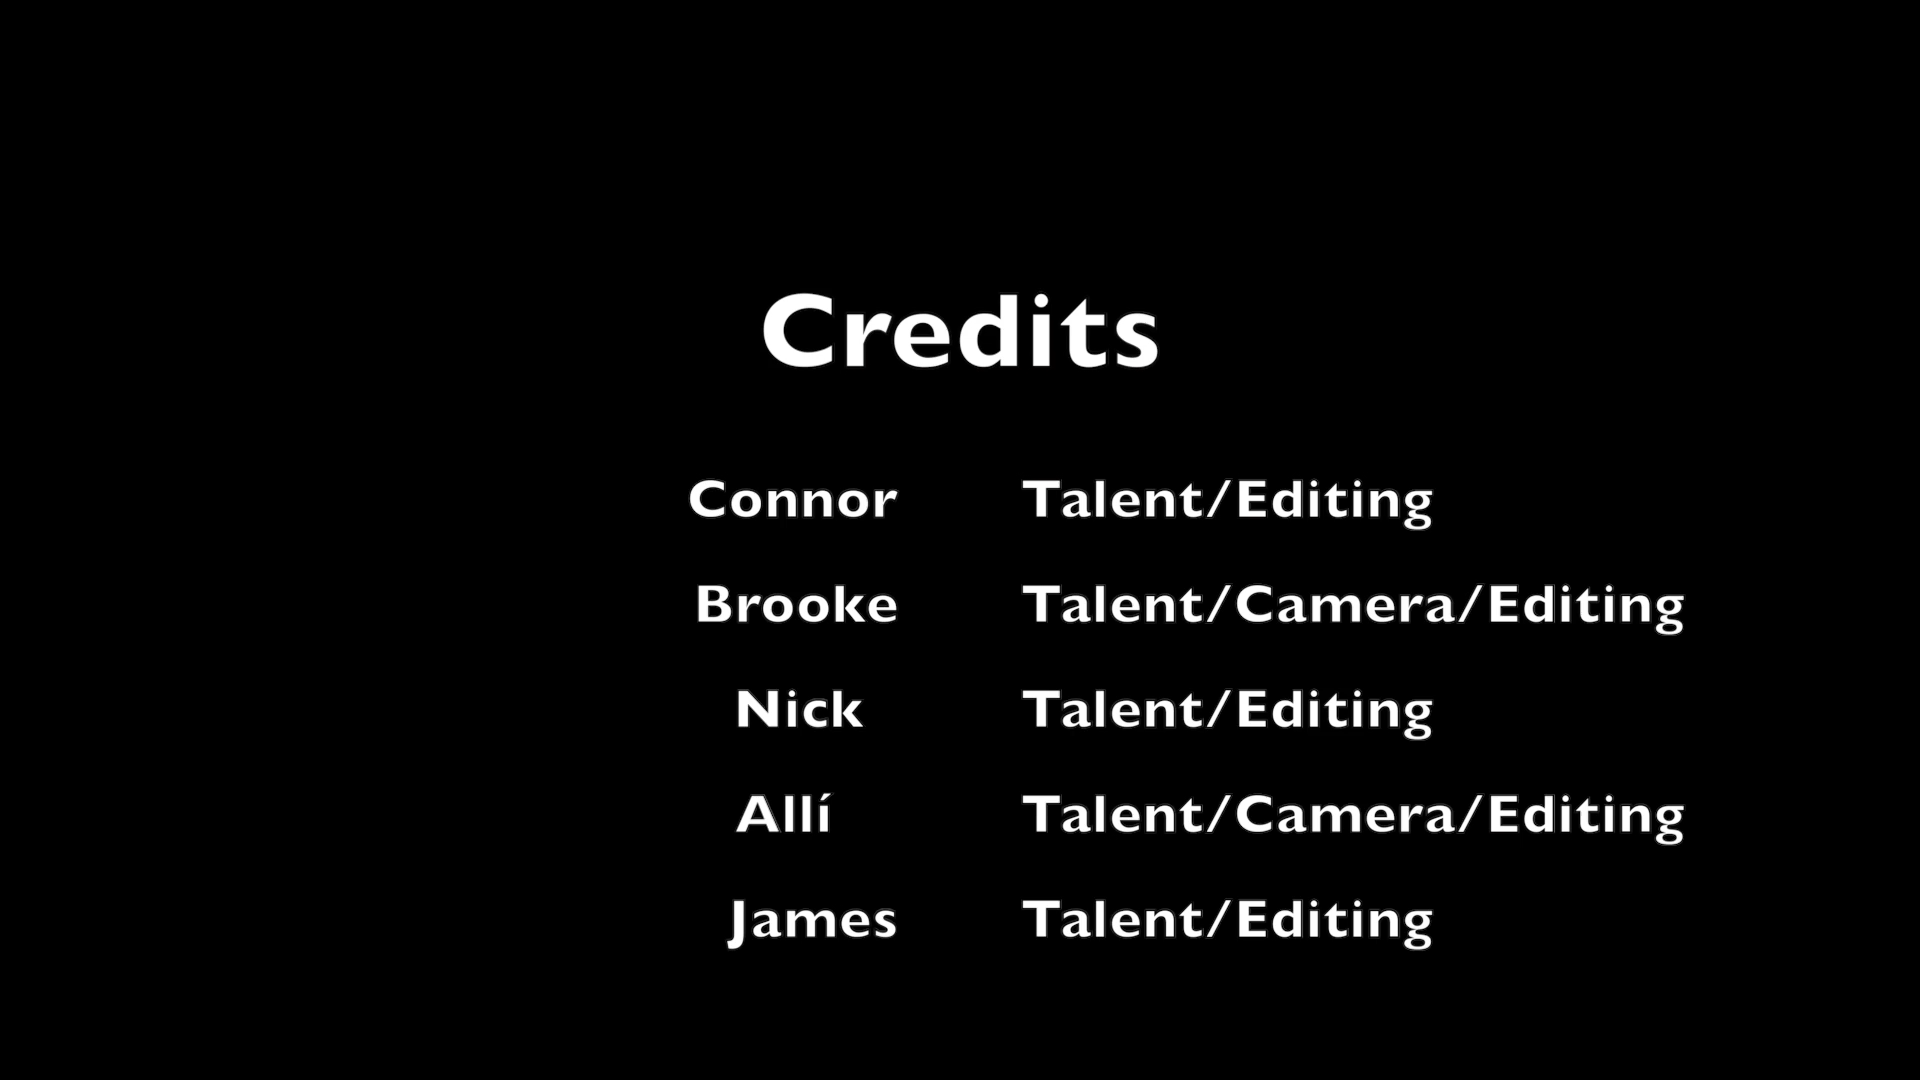 Credits
Connor Talent/Editing
Brooke Talent/Camera/Editing
Nick Talent/Editing
Allí Talent/Camera/Editing
James Talent/Editing